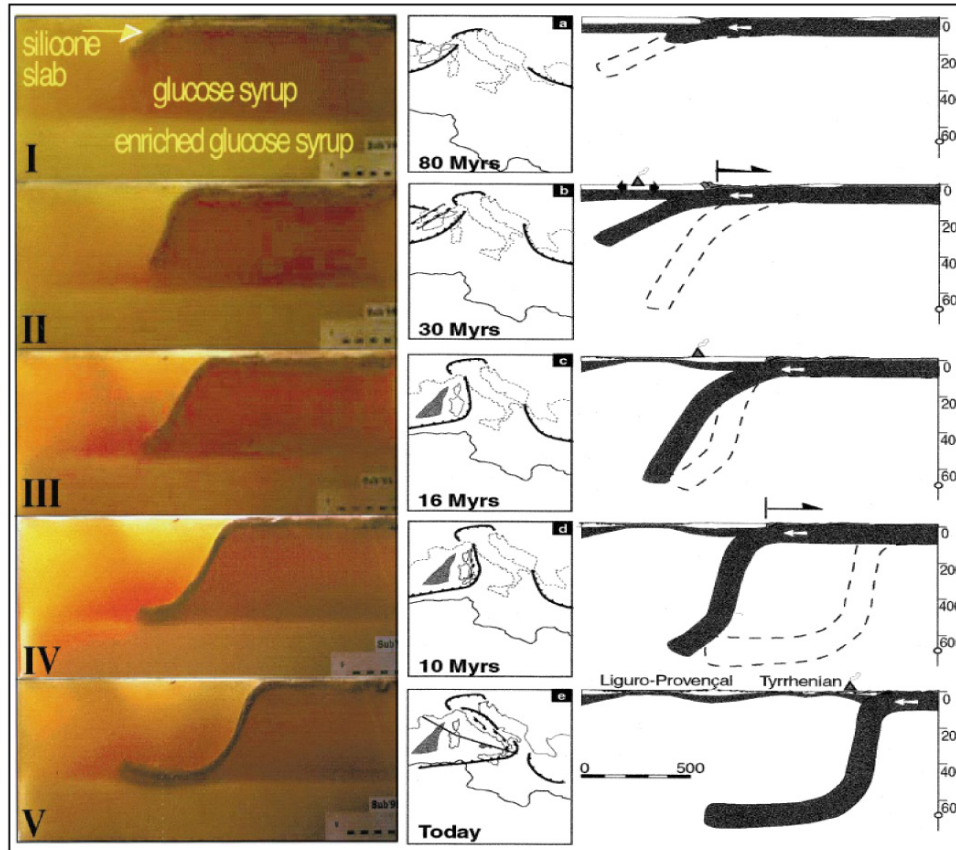 I
silicone
slab
glucose syrup
enriched glucose syrup
a
80 Myrs
0
20
400
60
II
b
30 Myrs
0
200
40
60
III
c
16 Myrs
0
20
40
60
IV
d
10 Myrs
0
200
400
60
V
e
Today
Liguro-Provençal Tyrrhenian
0 500
0
20
40
60